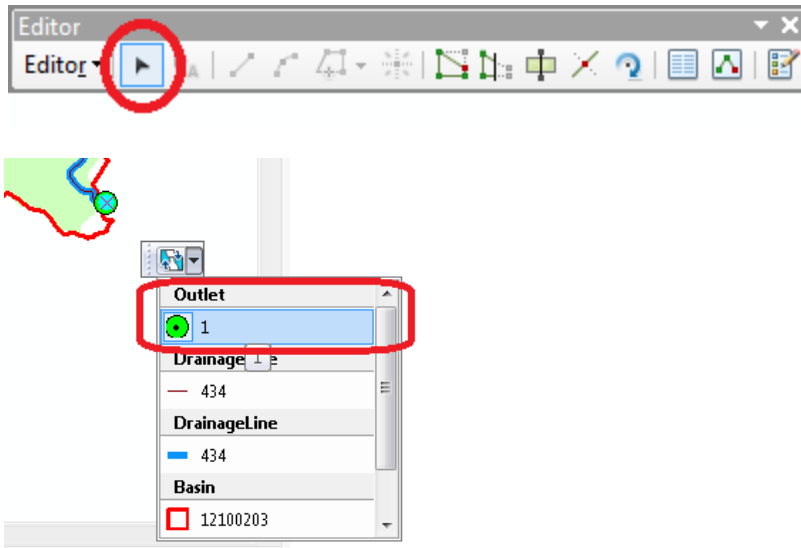 Editor
Editor
Outlet
1
Drainage
1
434
DrainageLine
434
Basin
12100203